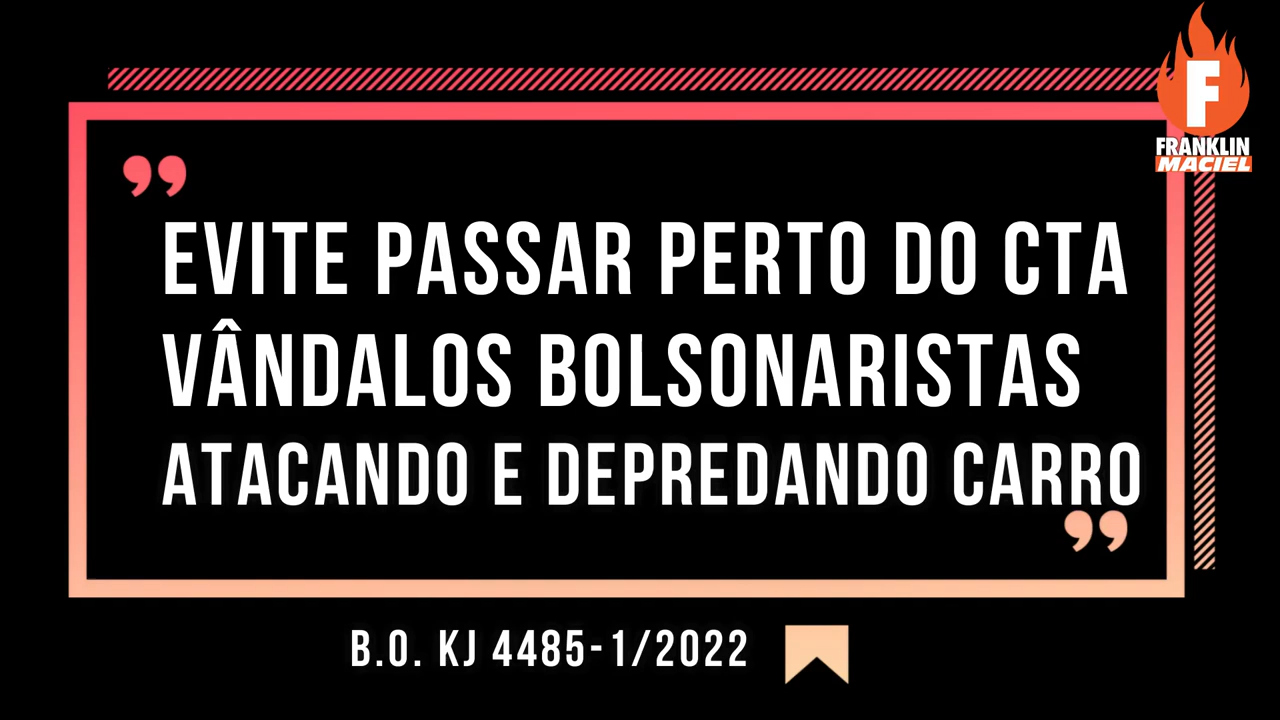 F
FRANKLIN
MACIEL
”
EVITE PASSAR PERTO DO CTA
VÂNDALOS BOLSONARISTAS
ATACANDO E DEPREDANDO CARRO
”
B.O. KJ 4485-1/2022